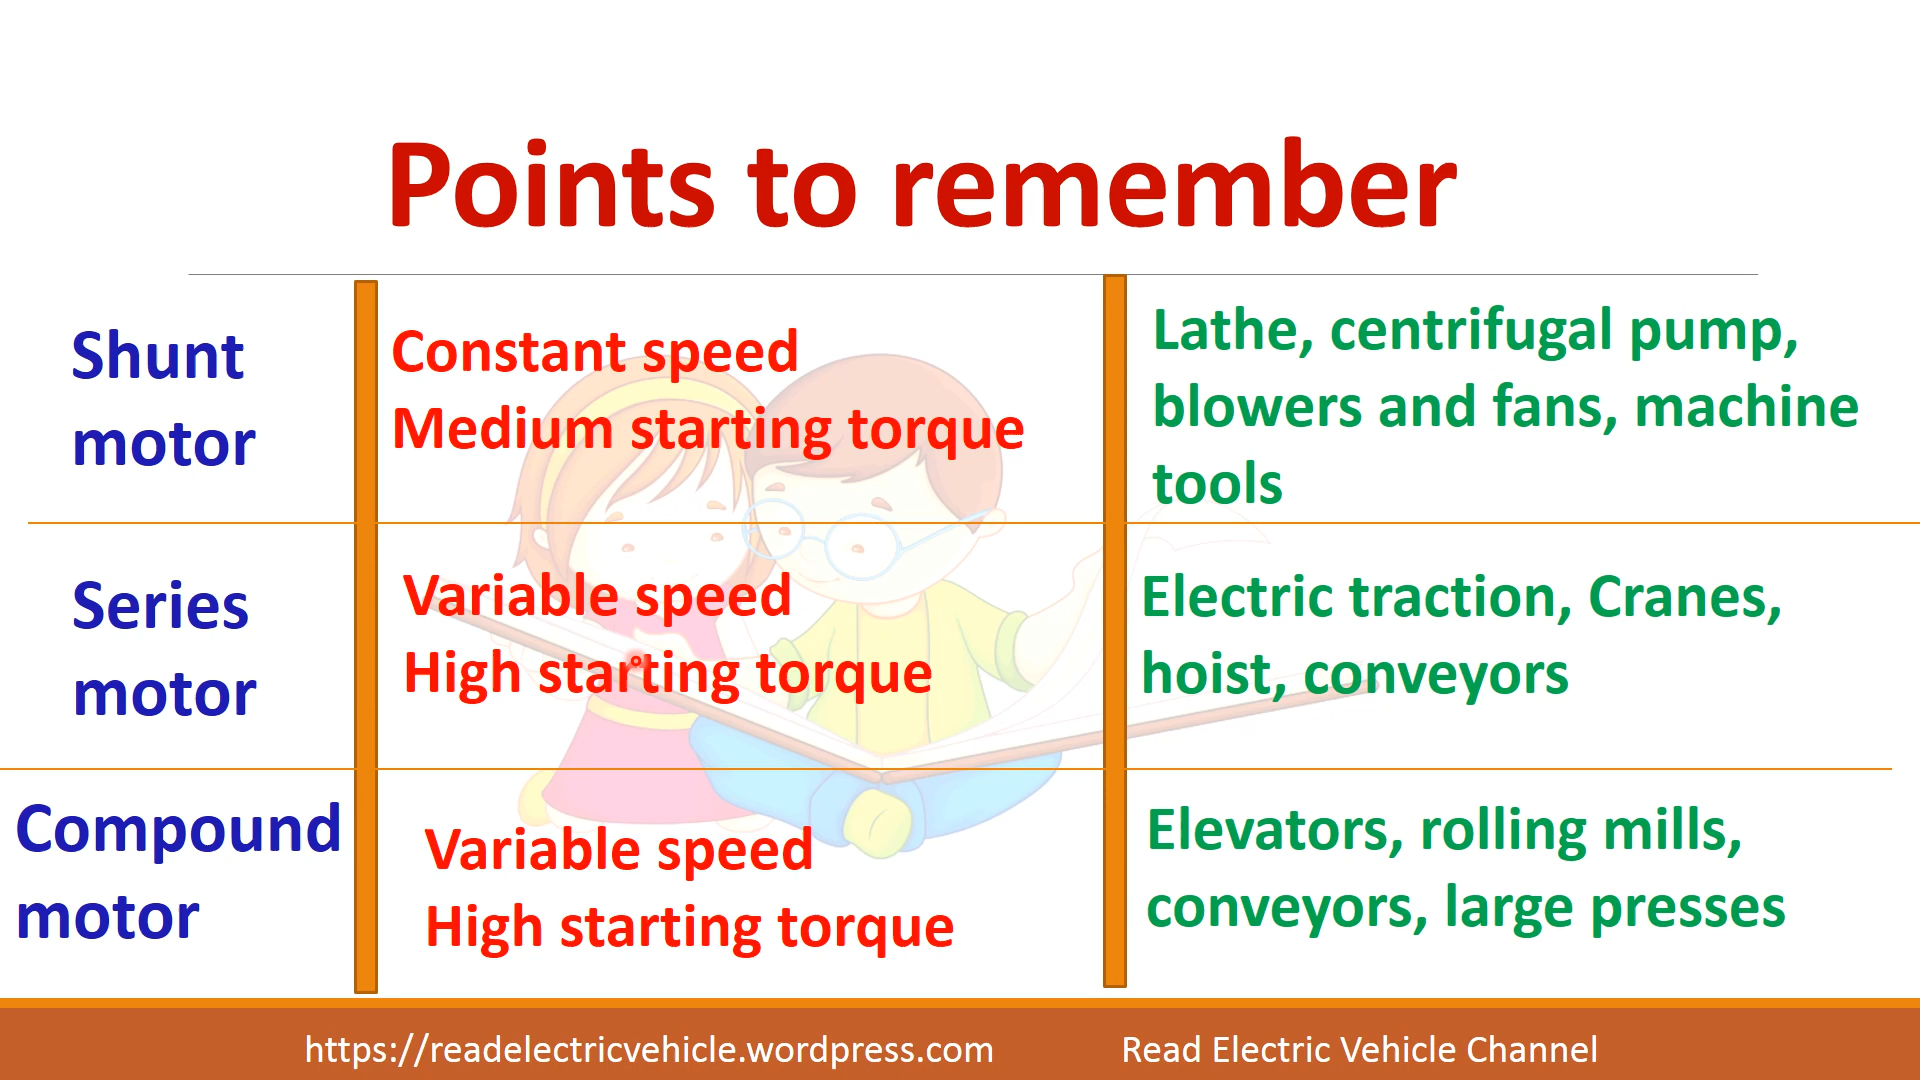 Points to remember
Shunt
motor
Constant speed
Medium starting torque
Lathe, centrifugal pump,
blowers and fans, machine
tools
Series
motor
Variable speed
High starting torque
Electric traction, Cranes,
hoist, conveyors
Compound
motor
Variable speed
High starting torque
Elevators, rolling mills,
conveyors, large presses
https://readelectricvehicle.wordpress.com
Read Electric Vehicle Channel